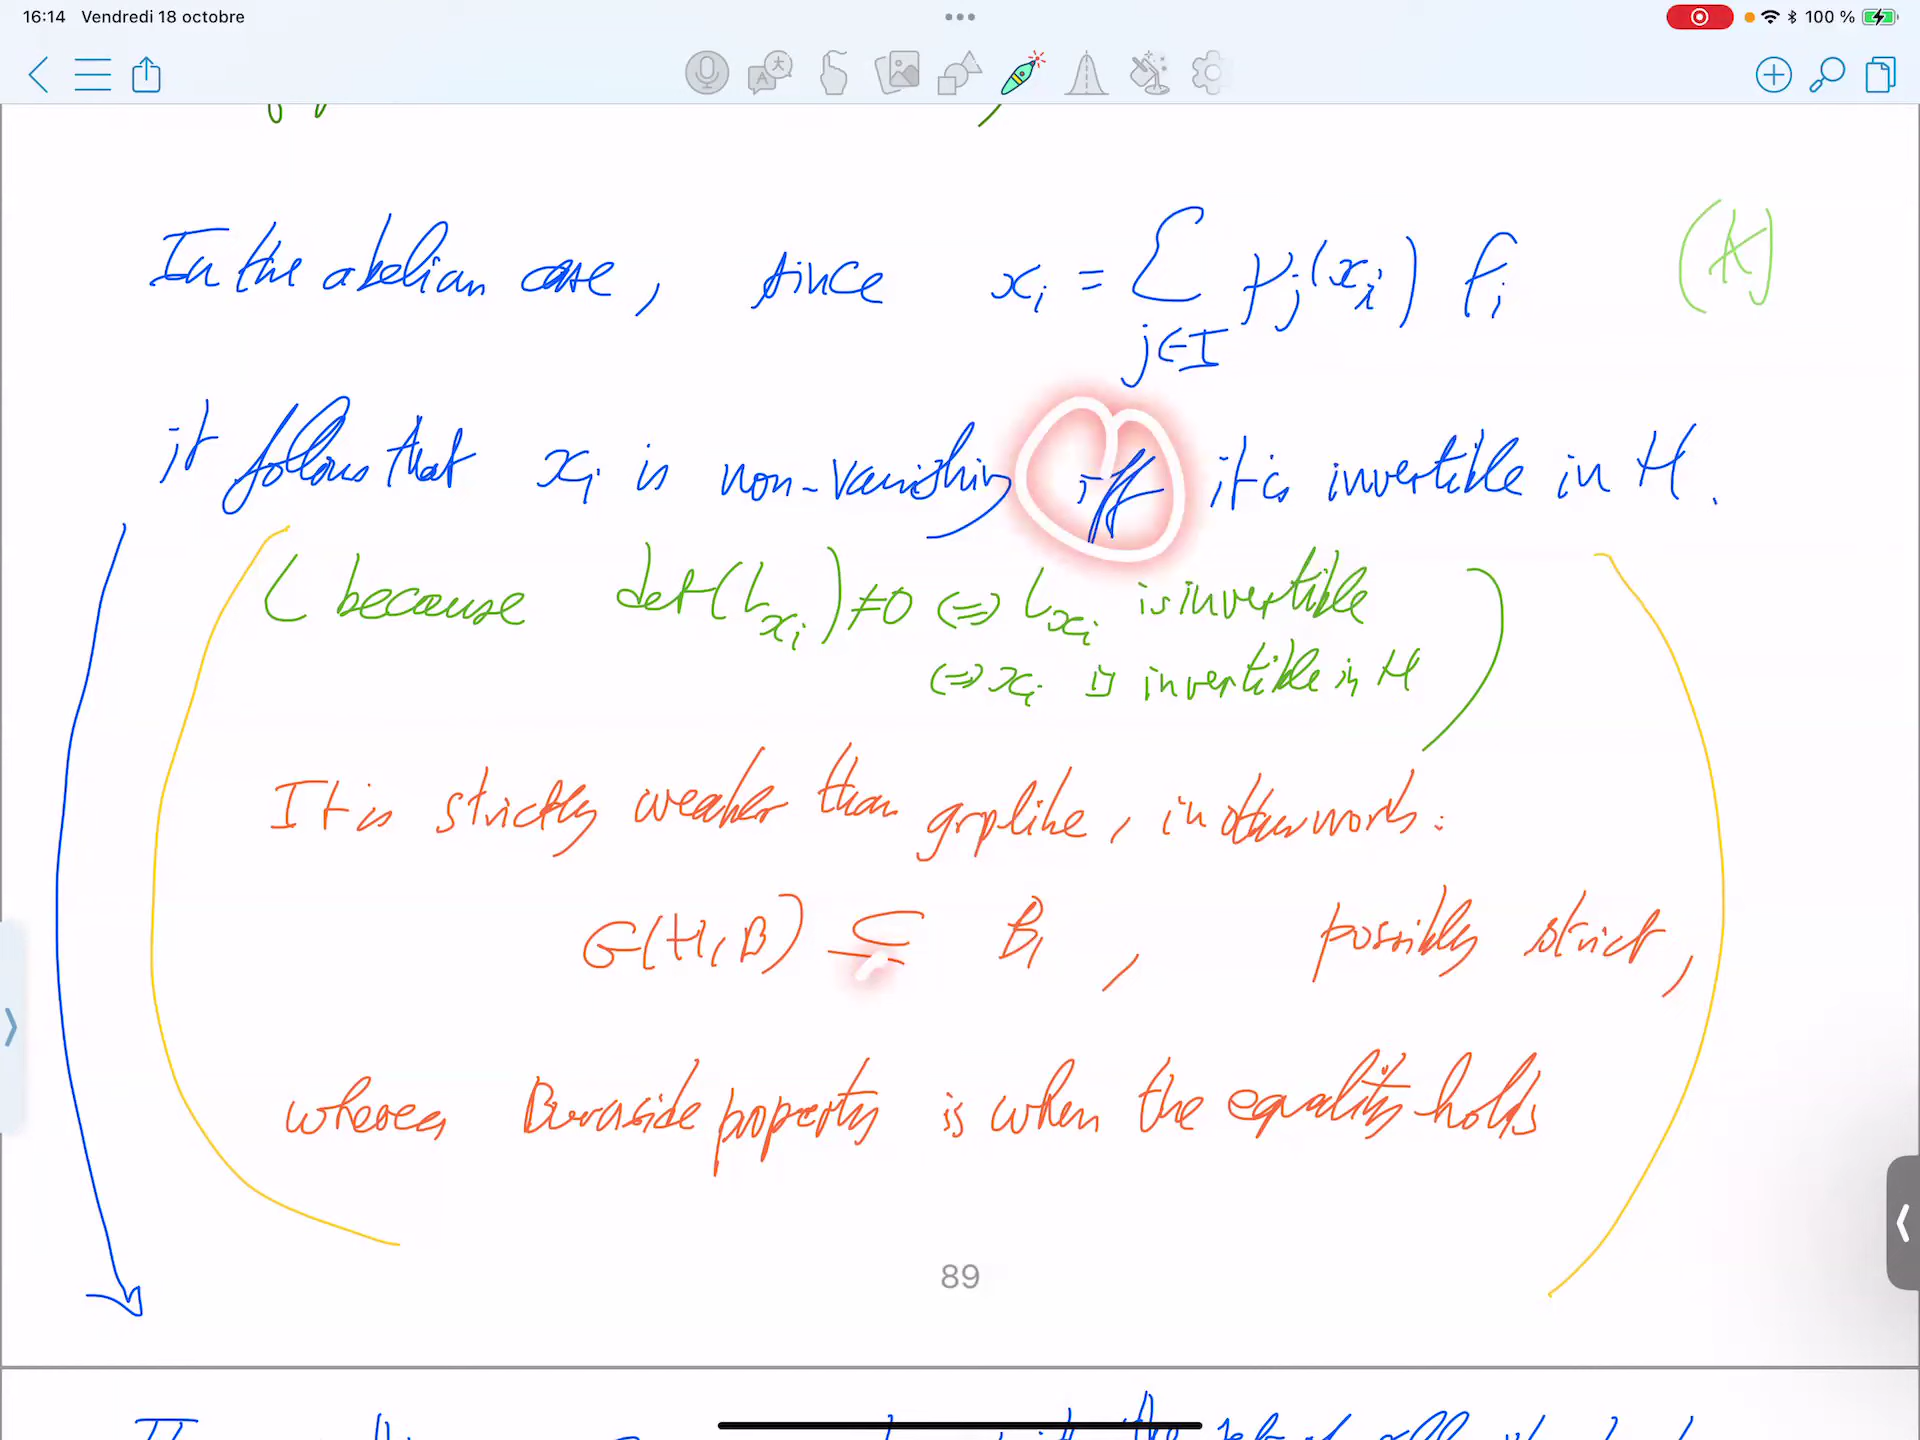 16:14 Vendredi 18 octobre 100 %
In the abelian case, since x_i = Σ_{j∈I} ψ_j(x_i) f_i (A)
it follows that x_i is non-vanishing iff it is invertible in H.
( because det(L_{x_i}) ≠ 0 ⇔ L_{x_i} is invertible
⇔ x_i is invertible in H )
It is strictly weaker than grplike, in other words:
G(H,B) ⊆ B_1 , possibly strict,
whereas Burnside property is when the equality holds
89